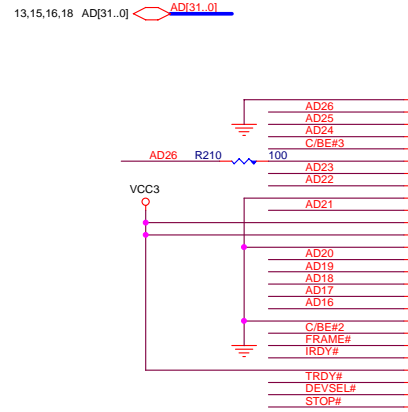 13,15,16,18 AD[31..0] AD[31..0]
AD26
AD25
AD24
C/BE#3
AD26 R210 100
AD23
AD22
VCC3
AD21
AD20
AD19
AD18
AD17
AD16
C/BE#2
FRAME#
IRDY#
TRDY#
DEVSEL#
STOP#